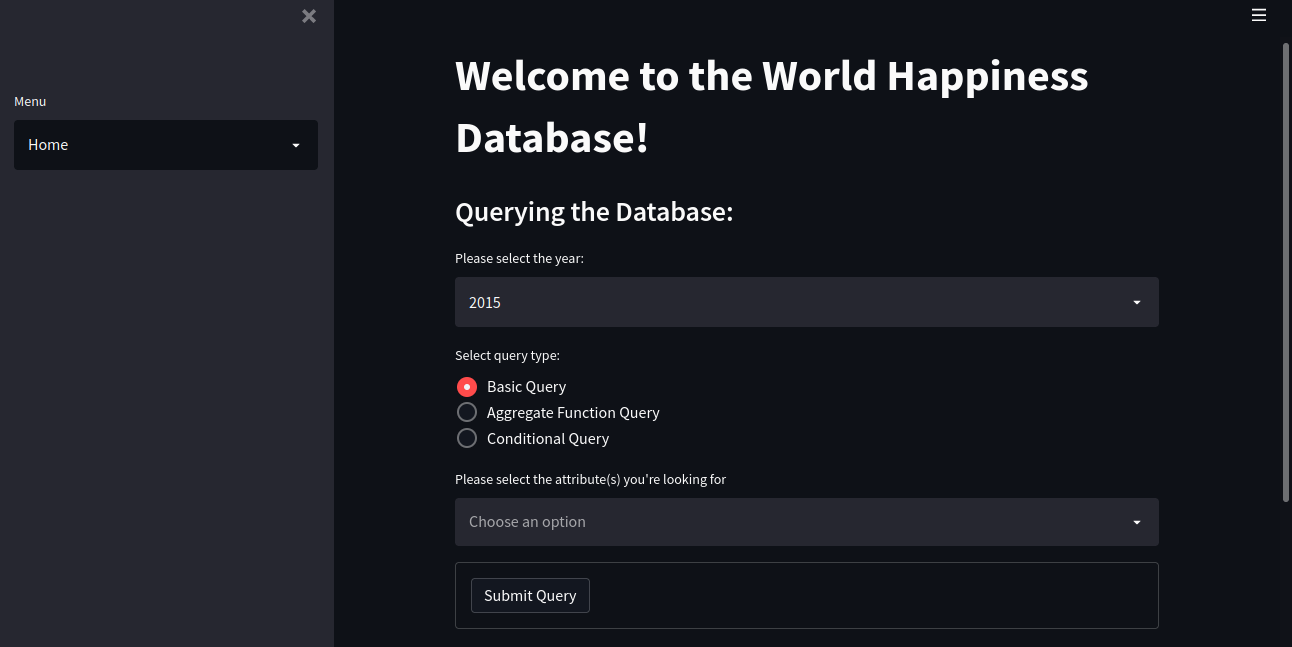 Menu
Home
Welcome to the World Happiness
Database!
Querying the Database:
Please select the year:
2015
Select query type:
Basic Query
Aggregate Function Query
Conditional Query
Please select the attribute(s) you're looking for
Choose an option
Submit Query